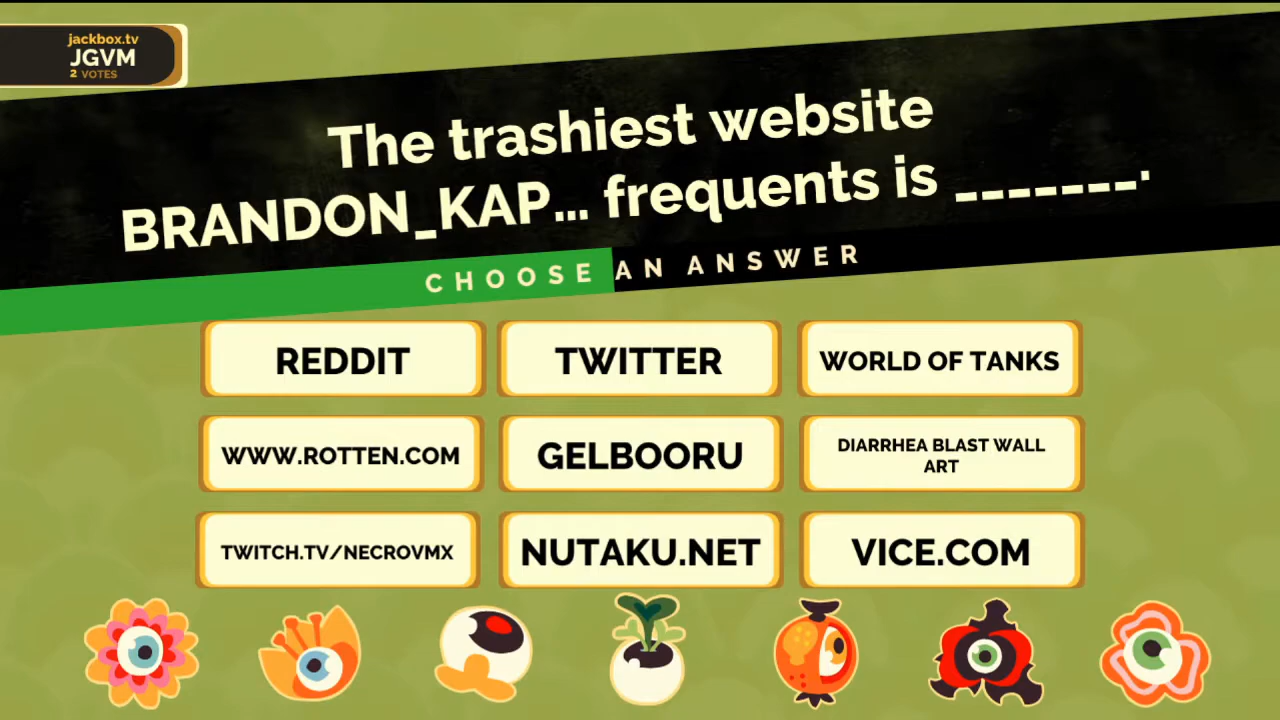 jackbox.tv
JGVM
2 VOTES
The trashiest website
BRANDON_KAP... frequents is _______.
CHOOSE AN ANSWER
REDDIT
TWITTER
WORLD OF TANKS
WWW.ROTTEN.COM
GELBOORU
DIARRHEA BLAST WALL
ART
TWITCH.TV/NECROVMX
NUTAKU.NET
VICE.COM